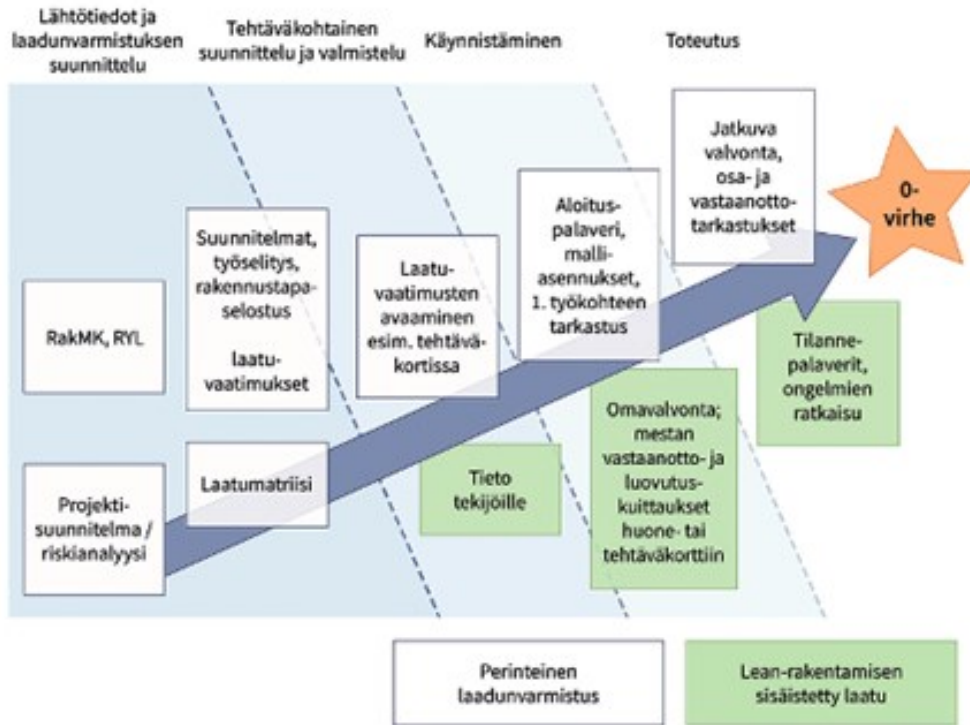 Lähtötiedot ja
laadunvarmistuksen
suunnittelu
Tehtäväkohtainen
suunnittelu ja valmistelu
Käynnistäminen
Toteutus
RakMK, RYL
Projekti-
suunnitelma /
riskianalyysi
Suunnitelmat,
työselitys,
rakennustapa-
selostus
laatu-
vaatimukset
Laatumatriisi
Laatu-
vaatimusten
avaaminen
esim. tehtävä-
kortissa
Tieto
tekijöille
Aloitus-
palaveri,
malli-
asennukset,
1. työkohteen
tarkastus
Omavalvonta;
mestan
vastaanotto- ja
luovutus-
kuittaukset
huone- tai
tehtäväkorttiin
Jatkuva
valvonta,
osa- ja
vastaanotto-
tarkastukset
Tilanne-
palaverit,
ongelmien
ratkaisu
0-
virhe
Perinteinen
laadunvarmistus
Lean-rakentamisen
sisäistetty laatu